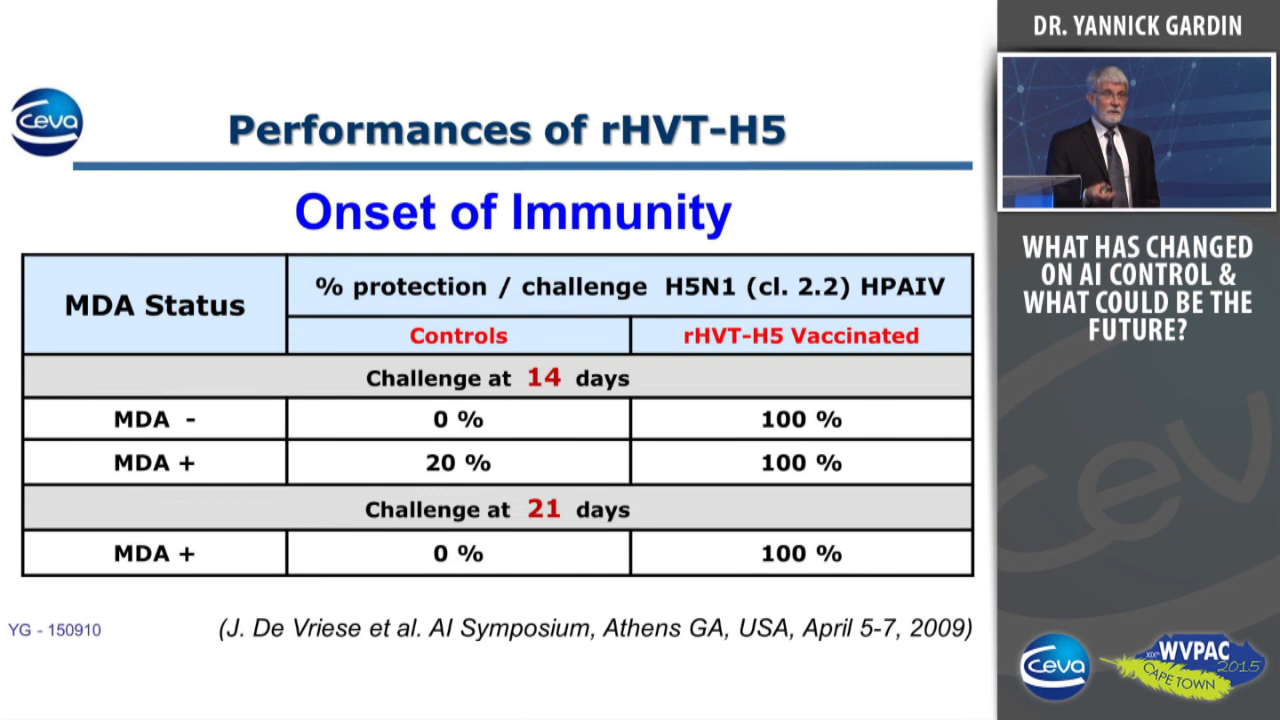 ceva
Performances of rHVT-H5
Onset of Immunity
MDA Status
% protection / challenge H5N1 (cl. 2.2) HPAIV
Controls
rHVT-H5 Vaccinated
Challenge at 14 days
MDA - 0 % 100 %
MDA + 20 % 100 %
Challenge at 21 days
MDA + 0 % 100 %
YG - 150910
(J. De Vriese et al. AI Symposium, Athens GA, USA, April 5-7, 2009)
DR. YANNICK GARDIN
WHAT HAS CHANGED
ON AI CONTROL &
WHAT COULD BE THE
FUTURE?
Ceva
ceva
XIXth WVPAC
2015
CAPE TOWN